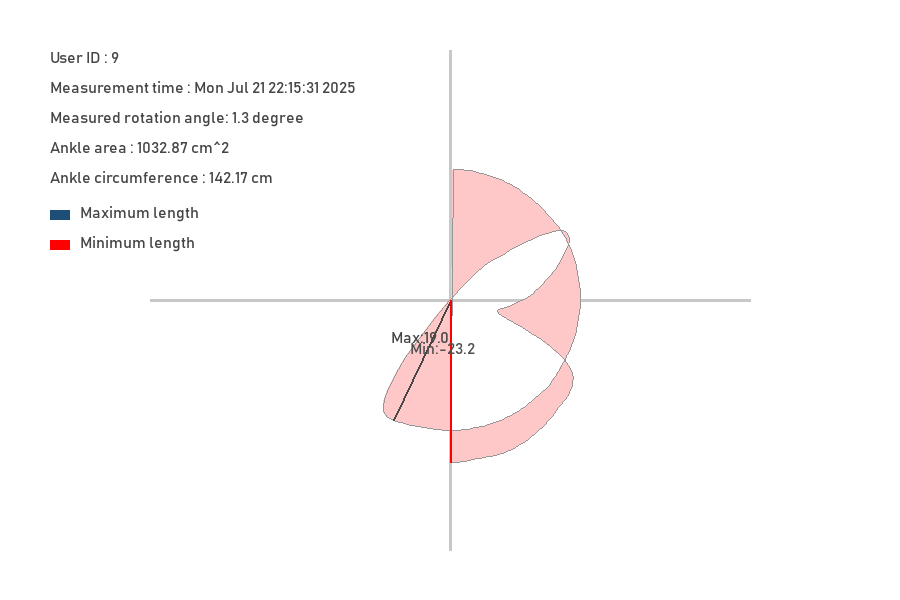 User ID : 9
Measurement time : Mon Jul 21 22:15:31 2025
Measured rotation angle: 1.3 degree
Ankle area : 1032.87 cm^2
Ankle circumference : 142.17 cm
Maximum length
Minimum length
Max:19.0
Min:-23.2